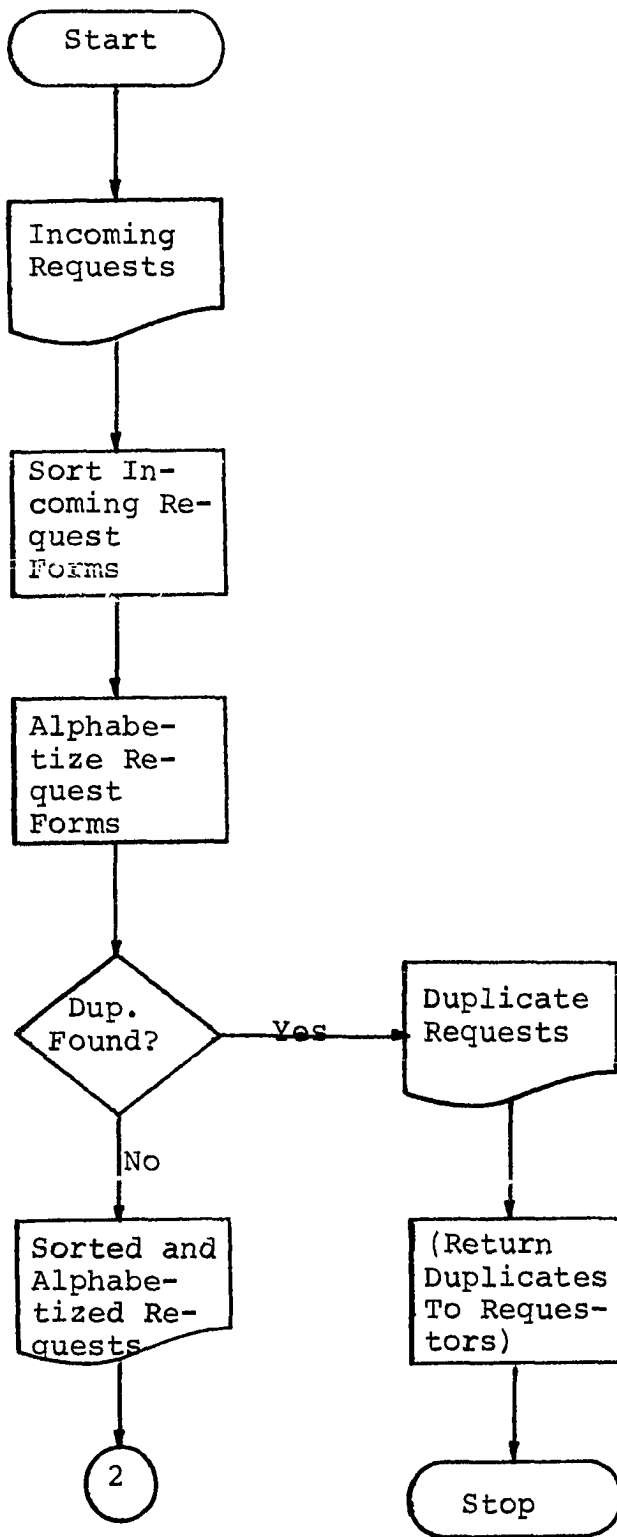 Start
Incoming
Requests
Sort In-
coming Re-
quest
Forms
Alphabe-
tize Re-
quest
Forms
Dup.
Found?
Yes
Duplicate
Requests
No
Sorted and
Alphabe-
tized Re-
quests
(Return
Duplicates
To Reques-
tors)
2
Stop